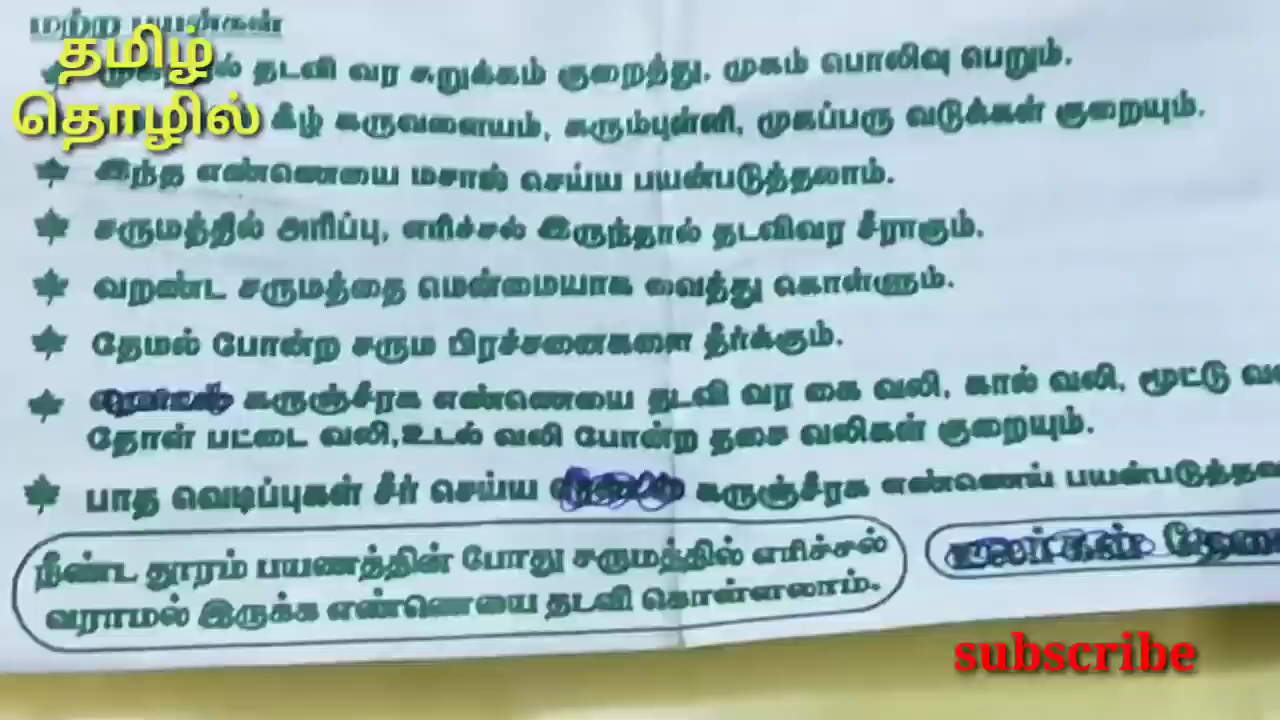 மற்ற பயன்கள்
தமிழ்
தொழில்
தடவி வர சுறுக்கம் குறைத்து, முகம் பொலிவு பெறும்.
கீழ் கருவளையம், கரும்புள்ளி, முகப்பரு வடுக்கள் குறையும்.
இந்த எண்ணெயை மசாஜ் செய்ய பயன்படுத்தலாம்.
சருமத்தில் அரிப்பு, எரிச்சல் இருந்தால் தடவிவர சீராகும்.
வறண்ட சருமத்தை மென்மையாக வைத்து கொள்ளும்.
தேமல் போன்ற சரும பிரச்சனைகளை தீர்க்கும்.
கருஞ்சீரக எண்ணெயை தடவி வர கை வலி, கால் வலி, மூட்டு
தோள் பட்டை வலி,உடல் வலி போன்ற தசை வலிகள் குறையும்.
பாத வெடிப்புகள் சீர் செய்ய கருஞ்சீரக எண்ணெய்
நீண்ட தூரம் பயணத்தின் போது சருமத்தில் எரிச்சல்
வராமல் இருக்க எண்ணெயை தடவி கொள்ளலாம்.
subscribe